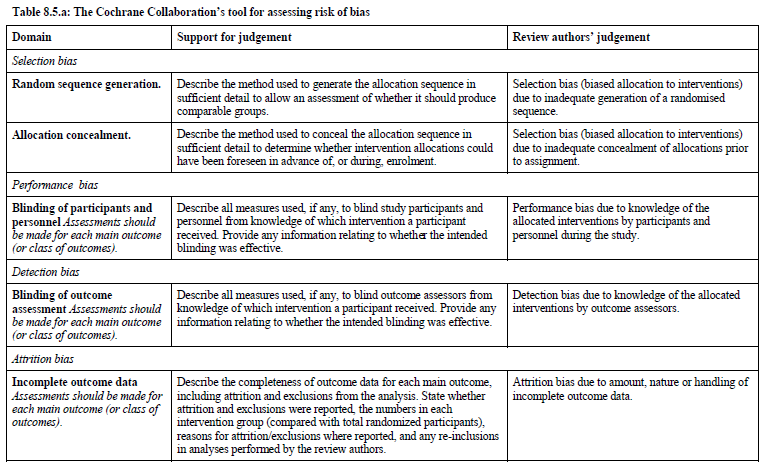 Table 8.5.a: The Cochrane Collaboration's tool for assessing risk of bias
Domain
Support for judgement
Review authors' judgement
Selection bias
Random sequence generation.
Describe the method used to generate the allocation sequence in
sufficient detail to allow an assessment of whether it should produce
comparable groups.
Selection bias (biased allocation to interventions)
due to inadequate generation of a randomised
sequence.
Allocation concealment.
Describe the method used to conceal the allocation sequence in
sufficient detail to determine whether intervention allocations could
have been foreseen in advance of, or during, enrolment.
Selection bias (biased allocation to interventions)
due to inadequate concealment of allocations prior
to assignment.
Performance bias
Blinding of participants and
personnel Assessments should
be made for each main outcome
(or class of outcomes).
Describe all measures used, if any, to blind study participants and
personnel from knowledge of which intervention a participant
received. Provide any information relating to whether the intended
blinding was effective.
Performance bias due to knowledge of the
allocated interventions by participants and
personnel during the study.
Detection bias
Blinding of outcome
assessment Assessments should
be made for each main outcome
(or class of outcomes).
Describe all measures used, if any, to blind outcome assessors from
knowledge of which intervention a participant received. Provide any
information relating to whether the intended blinding was effective.
Detection bias due to knowledge of the allocated
interventions by outcome assessors.
Attrition bias
Incomplete outcome data
Assessments should be made for
each main outcome (or class of
outcomes).
Describe the completeness of outcome data for each main outcome,
including attrition and exclusions from the analysis. State whether
attrition and exclusions were reported, the numbers in each
intervention group (compared with total randomized participants),
reasons for attrition/exclusions where reported, and any re-inclusions
in analyses performed by the review authors.
Attrition bias due to amount, nature or handling of
incomplete outcome data.